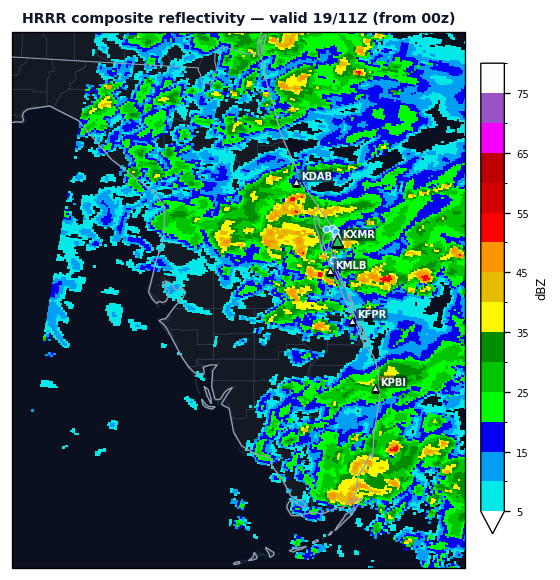 HRRR composite reflectivity — valid 19/11Z (from 00z)
KDAB
KXMR
KMLB
KFPR
KPBI
75
65
55
45
35
25
15
5
dBZ